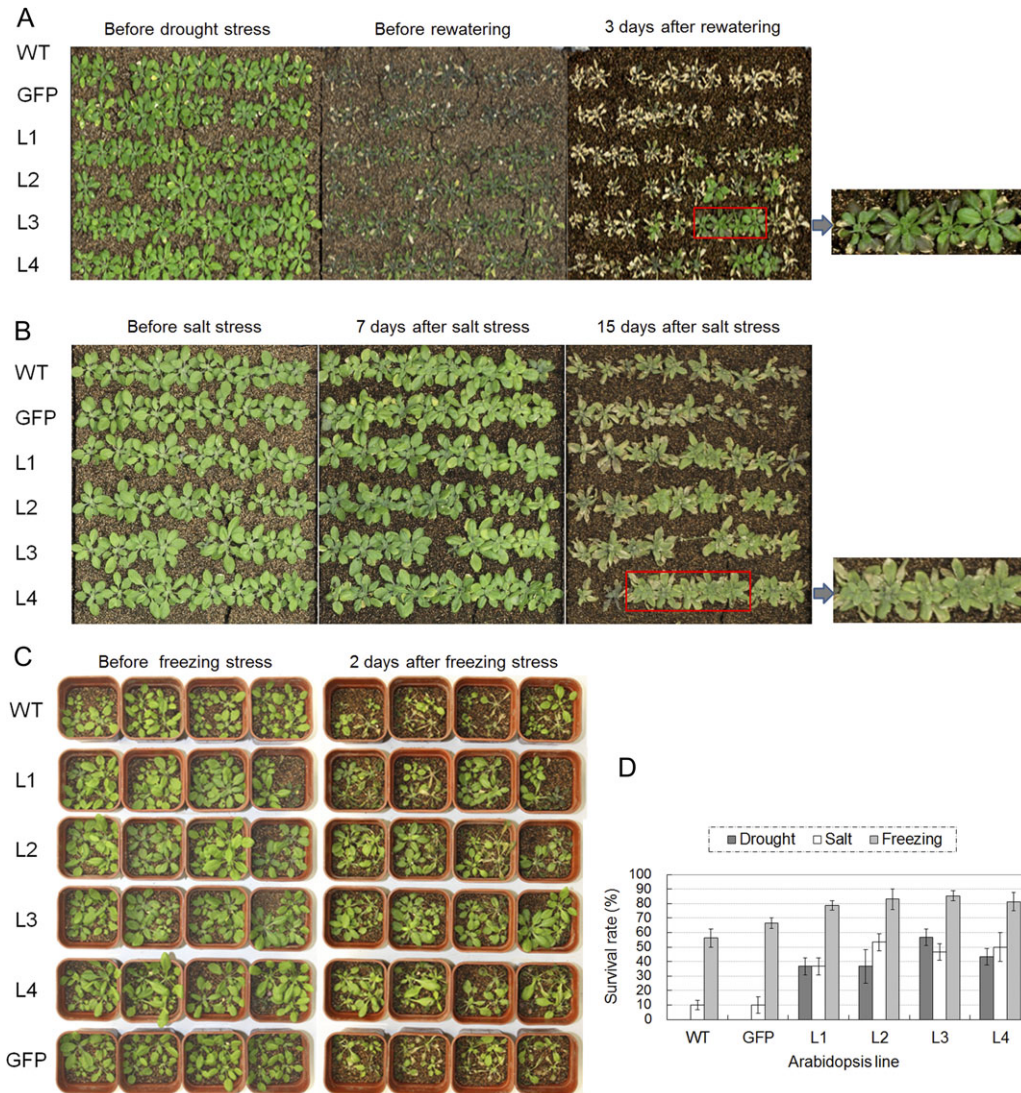 A
Before drought stress Before rewatering 3 days after rewatering
WT
GFP
L1
L2
L3
L4
B
Before salt stress 7 days after salt stress 15 days after salt stress
WT
GFP
L1
L2
L3
L4
C
Before freezing stress 2 days after freezing stress
WT
L1
L2
L3
L4
GFP
D
Drought Salt Freezing
Survival rate (%)
100
90
80
70
60
50
40
30
20
10
0
WT GFP L1 L2 L3 L4
Arabidopsis line